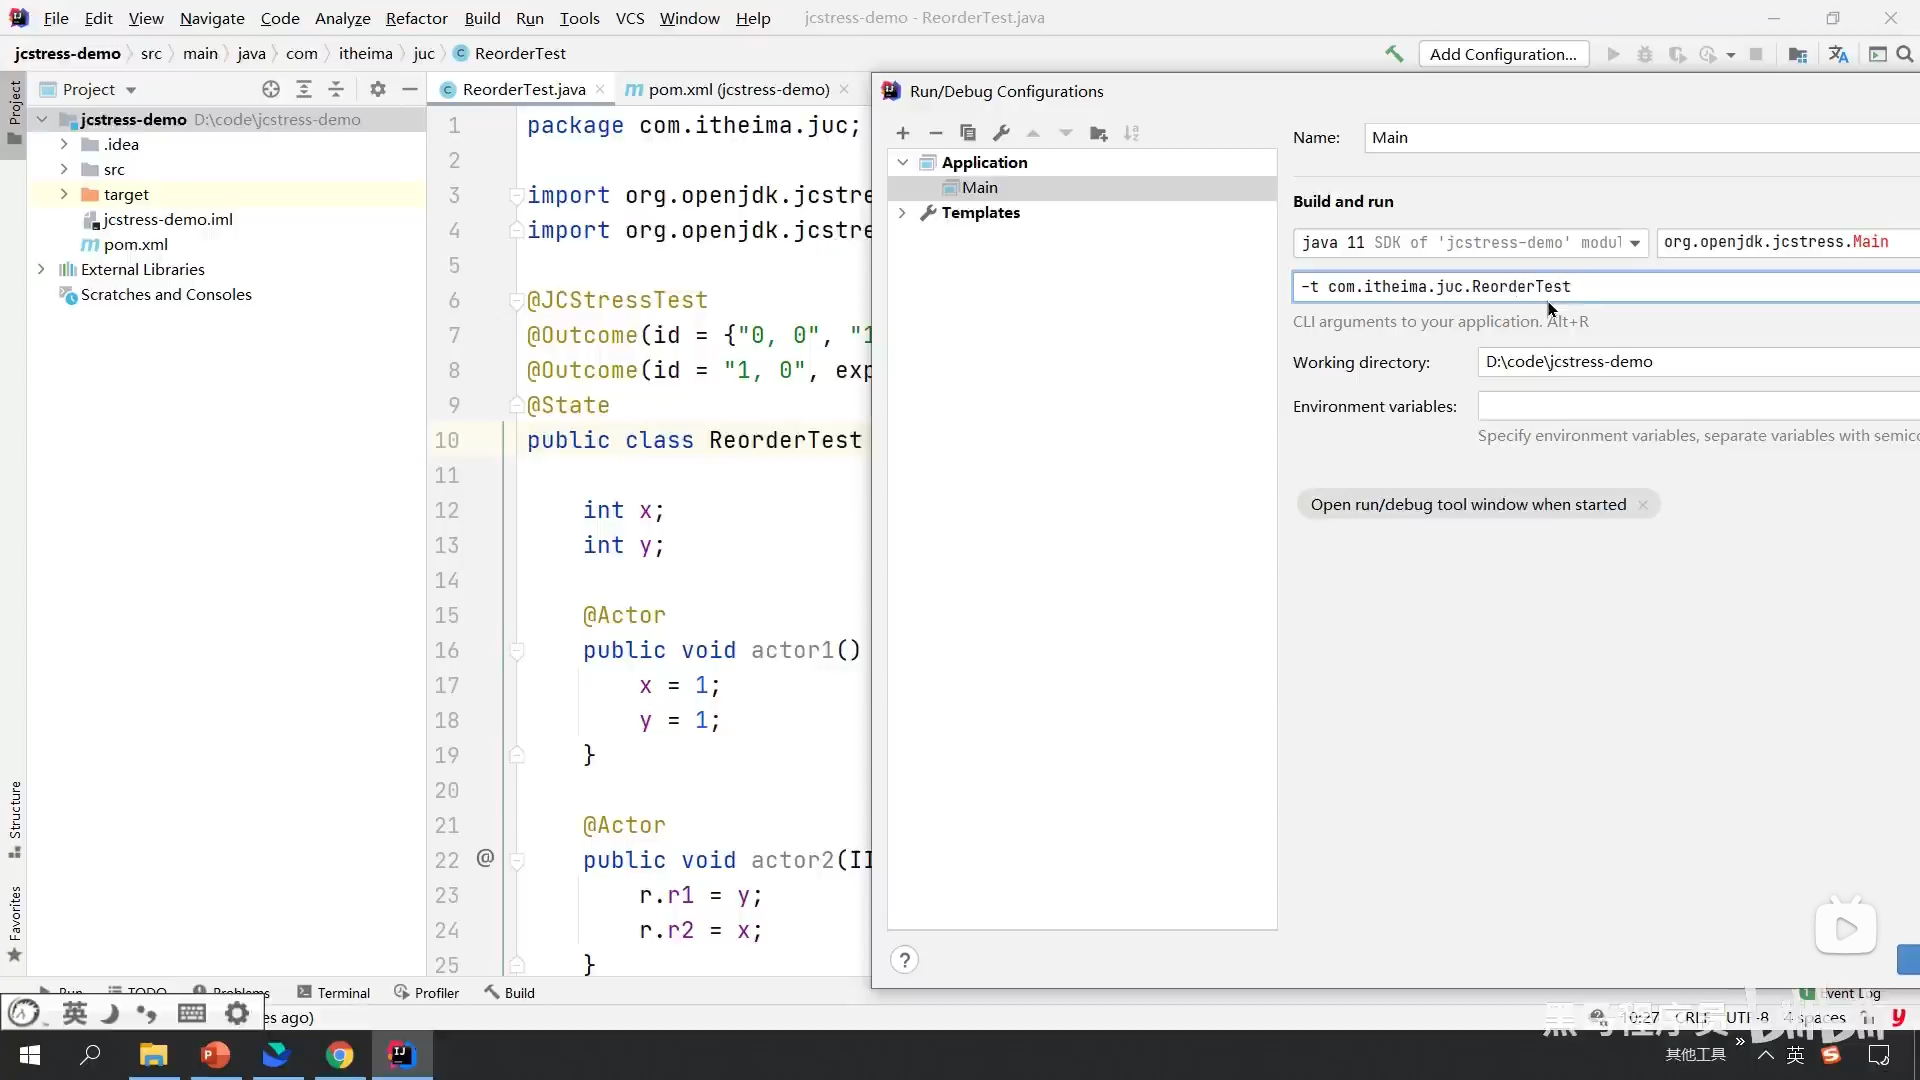 File Edit View Navigate Code Analyze Refactor Build Run Tools VCS Window Help jcstress-demo - ReorderTest.java
jcstress-demo src main java com itheima juc ReorderTest
Add Configuration...
Project
ReorderTest.java
pom.xml (jcstress-demo)
Project
jcstress-demo D:\code\jcstress-demo
.idea
src
target
jcstress-demo.iml
pom.xml
External Libraries
Scratches and Consoles
Structure
Favorites
1 package com.itheima.juc;
2
3 import org.openjdk.jcstre
4 import org.openjdk.jcstre
5
6 @JCStressTest
7 @Outcome(id = {"0, 0", "1
8 @Outcome(id = "1, 0", exp
9 @State
10 public class ReorderTest
11
12 int x;
13 int y;
14
15 @Actor
16 public void actor1()
17 x = 1;
18 y = 1;
19 }
20
21 @Actor
22 @ public void actor2(II
23 r.r1 = y;
24 r.r2 = x;
25 }
Run/Debug Configurations
Application
Main
Templates
Name: Main
Build and run
java 11 SDK of 'jcstress-demo' modul
org.openjdk.jcstress.Main
-t com.itheima.juc.ReorderTest
CLI arguments to your application. Alt+R
Working directory: D:\code\jcstress-demo
Environment variables:
Specify environment variables, separate variables with semico
Open run/debug tool window when started
?
Run TODO Problems Terminal Profiler Build
Event Log
英
es ago)
10:27 CRLF UTF-8 4 spaces
黑马程序员
bilibili
其他工具
»
英